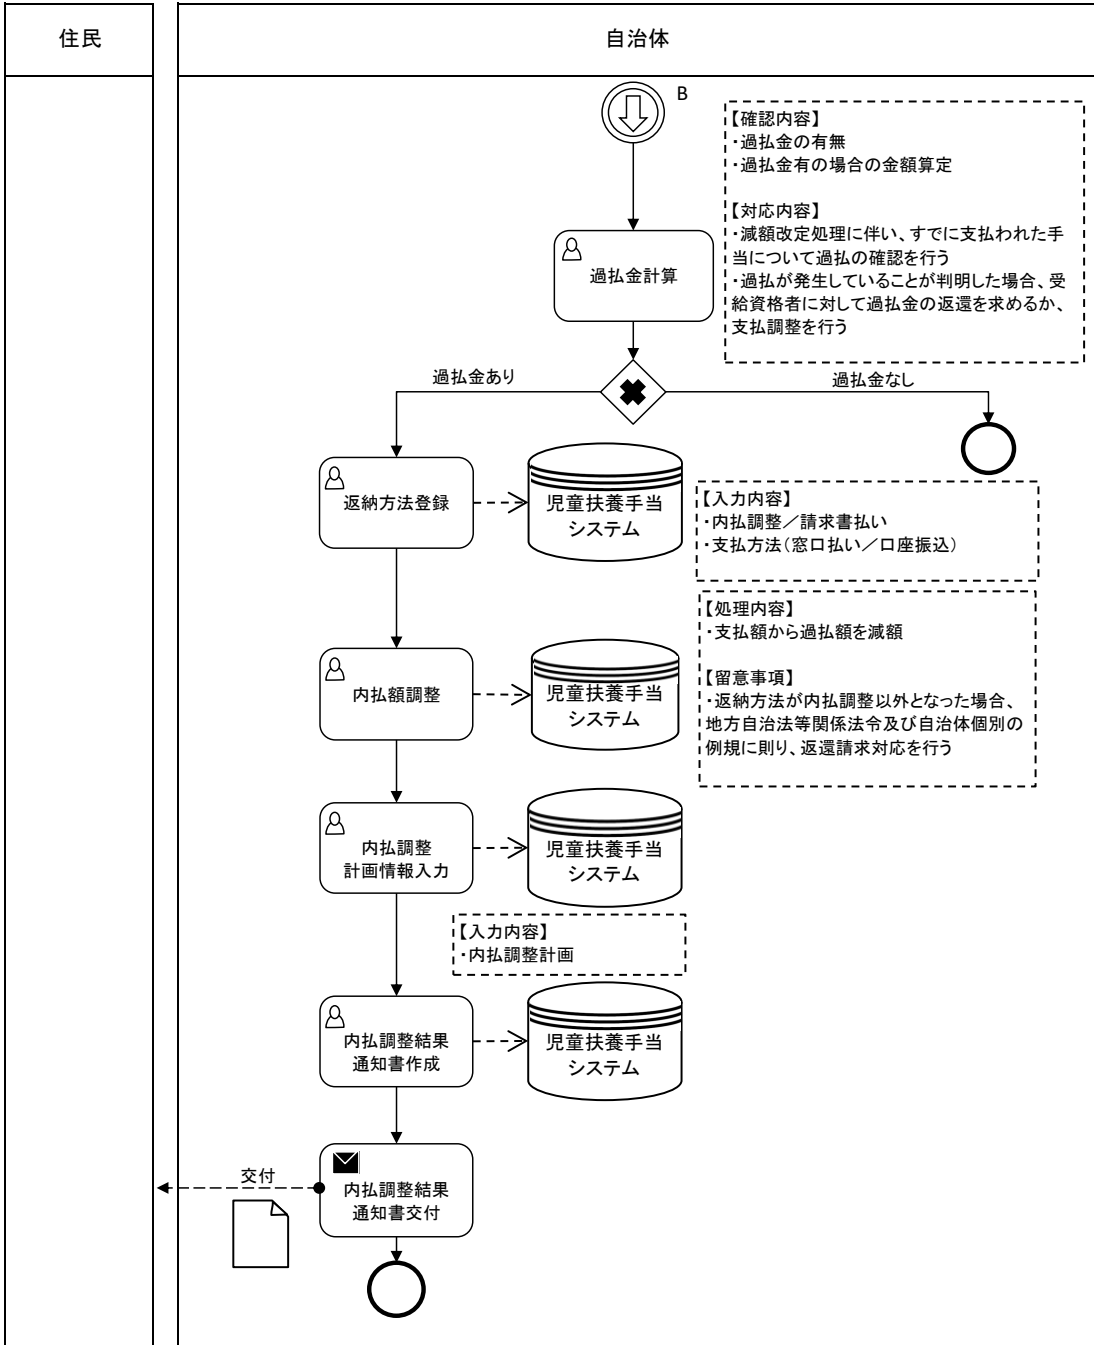 住民
自治体
B
【確認内容】
・過払金の有無
・過払金有の場合の金額算定
【対応内容】
・減額改定処理に伴い、すでに支払われた手
当について過払の確認を行う
・過払が発生していることが判明した場合、受
給資格者に対して過払金の返還を求めるか、
支払調整を行う
過払金計算
過払金あり
過払金なし
返納方法登録
児童扶養手当
システム
【入力内容】
・内払調整／請求書払い
・支払方法（窓口払い／口座振込）
【処理内容】
・支払額から過払額を減額
【留意事項】
・返納方法が内払調整以外となった場合、
地方自治法等関係法令及び自治体個別の
例規に則り、返還請求対応を行う
内払額調整
児童扶養手当
システム
内払調整
計画情報入力
児童扶養手当
システム
【入力内容】
・内払調整計画
内払調整結果
通知書作成
児童扶養手当
システム
交付
内払調整結果
通知書交付